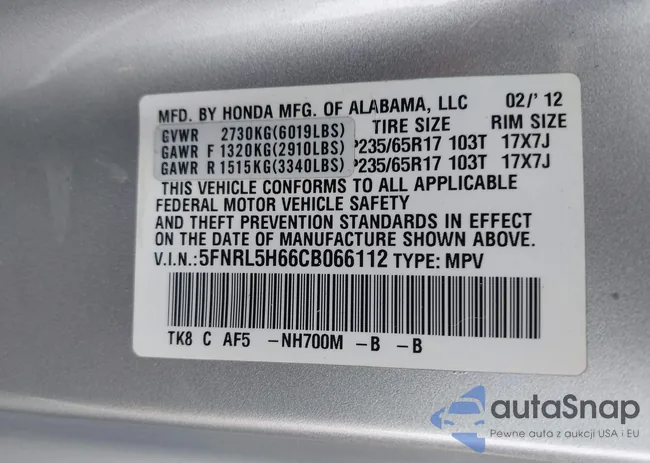 MFD. BY HONDA MFG. OF ALABAMA, LLC 02/' 12
GVWR 2730KG(6019LBS) TIRE SIZE RIM SIZE
GAWR F 1320KG(2910LBS) P235/65R17 103T 17X7J
GAWR R 1515KG(3340LBS) P235/65R17 103T 17X7J
THIS VEHICLE CONFORMS TO ALL APPLICABLE
FEDERAL MOTOR VEHICLE SAFETY
AND THEFT PREVENTION STANDARDS IN EFFECT
ON THE DATE OF MANUFACTURE SHOWN ABOVE.
V.I.N.:5FNRL5H66CB066112 TYPE: MPV
TK8 C AF5 -NH700M -B -B
autaSnap
Pewne auta z aukcji USA i EU